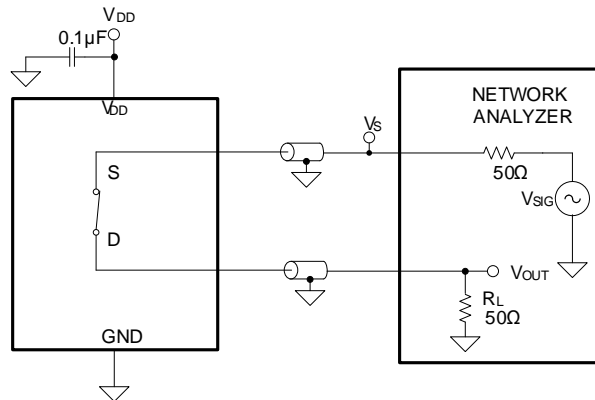 VDD
0.1µF
VDD
NETWORK
ANALYZER
VS
S
50Ω
VSIG
D
VOUT
RL
50Ω
GND